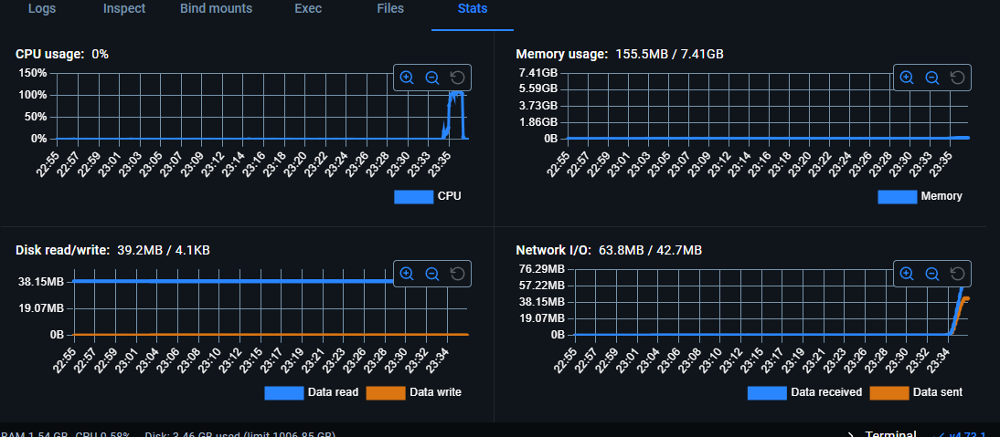 Logs Inspect Bind mounts Exec Files Stats
CPU usage: 0%
150%
100%
50%
0%
22:55 22:57 22:59 23:01 23:03 23:05 23:07 23:09 23:12 23:14 23:16 23:18 23:20 23:22 23:24 23:26 23:28 23:30 23:33 23:35
CPU
Memory usage: 155.5MB / 7.41GB
7.41GB
5.59GB
3.73GB
1.86GB
0B
22:55 22:57 22:59 23:01 23:03 23:05 23:07 23:09 23:12 23:14 23:16 23:18 23:20 23:22 23:24 23:26 23:28 23:30 23:33 23:35
Memory
Disk read/write: 39.2MB / 4.1KB
38.15MB
19.07MB
0B
22:55 22:57 22:59 23:01 23:04 23:06 23:08 23:10 23:12 23:15 23:17 23:19 23:21 23:23 23:26 23:28 23:30 23:32 23:34
Data read Data write
Network I/O: 63.8MB / 42.7MB
76.29MB
57.22MB
38.15MB
19.07MB
0B
22:55 22:57 22:59 23:01 23:04 23:06 23:08 23:10 23:12 23:15 23:17 23:19 23:21 23:23 23:26 23:28 23:30 23:32 23:34
Data received Data sent
RAM 1.54 GB CPU 0.58% Disk: 3.46 GB used (limit 1006.85 GB) Terminal v4.73.1